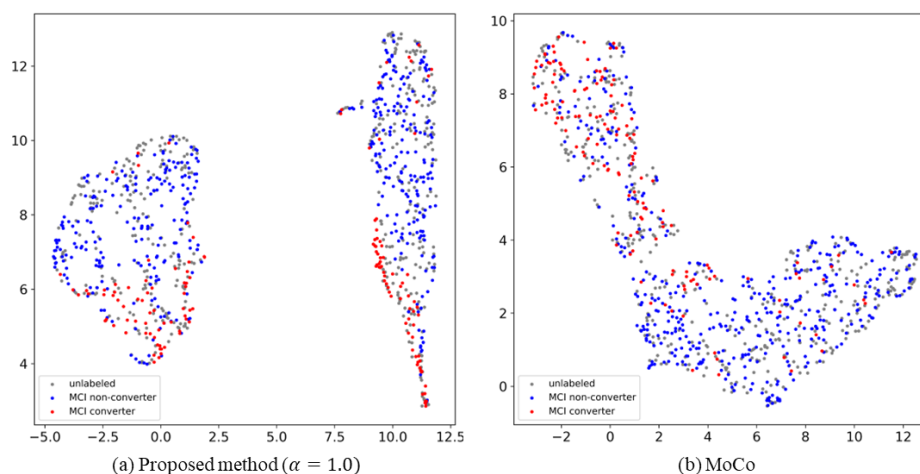 12
10
8
6
4
unlabeled
MCI non-converter
MCI converter
−5.0 −2.5 0.0 2.5 5.0 7.5 10.0 12.5
(a) Proposed method (α = 1.0)
10
8
6
4
2
0
unlabeled
MCI non-converter
MCI converter
−2 0 2 4 6 8 10 12
(b) MoCo